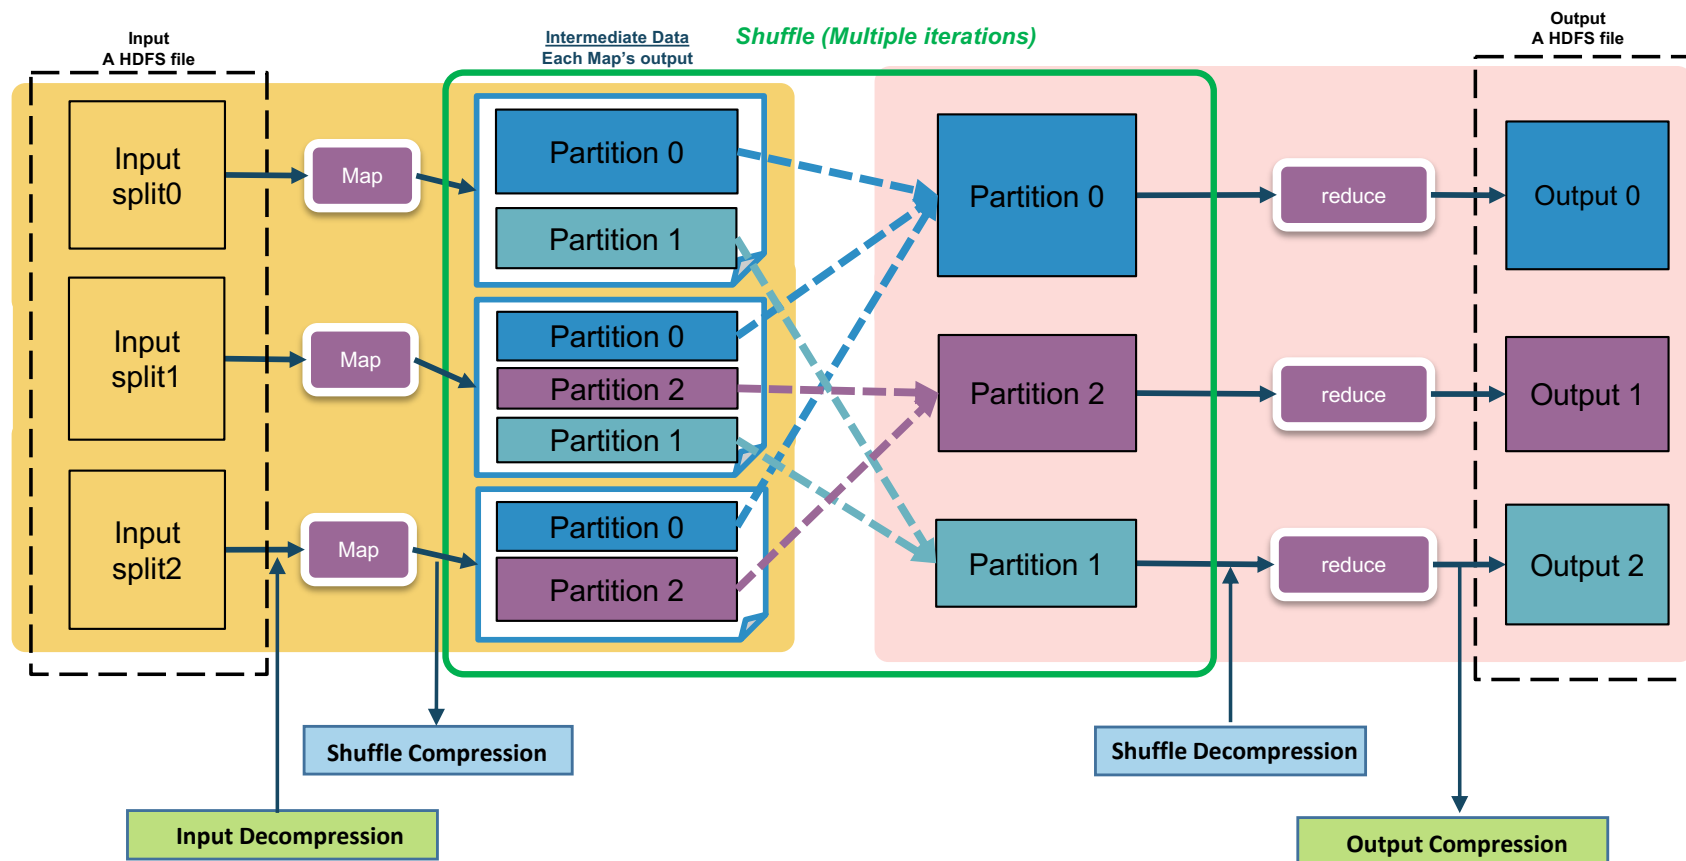 Input
A HDFS file
Intermediate Data
Each Map's output
Shuffle (Multiple iterations)
Output
A HDFS file
Input
split0
Map
Partition 0
Partition 1
Partition 0
reduce
Output 0
Input
split1
Map
Partition 0
Partition 2
Partition 1
Partition 2
reduce
Output 1
Input
split2
Map
Partition 0
Partition 2
Partition 1
reduce
Output 2
Shuffle Compression
Shuffle Decompression
Input Decompression
Output Compression